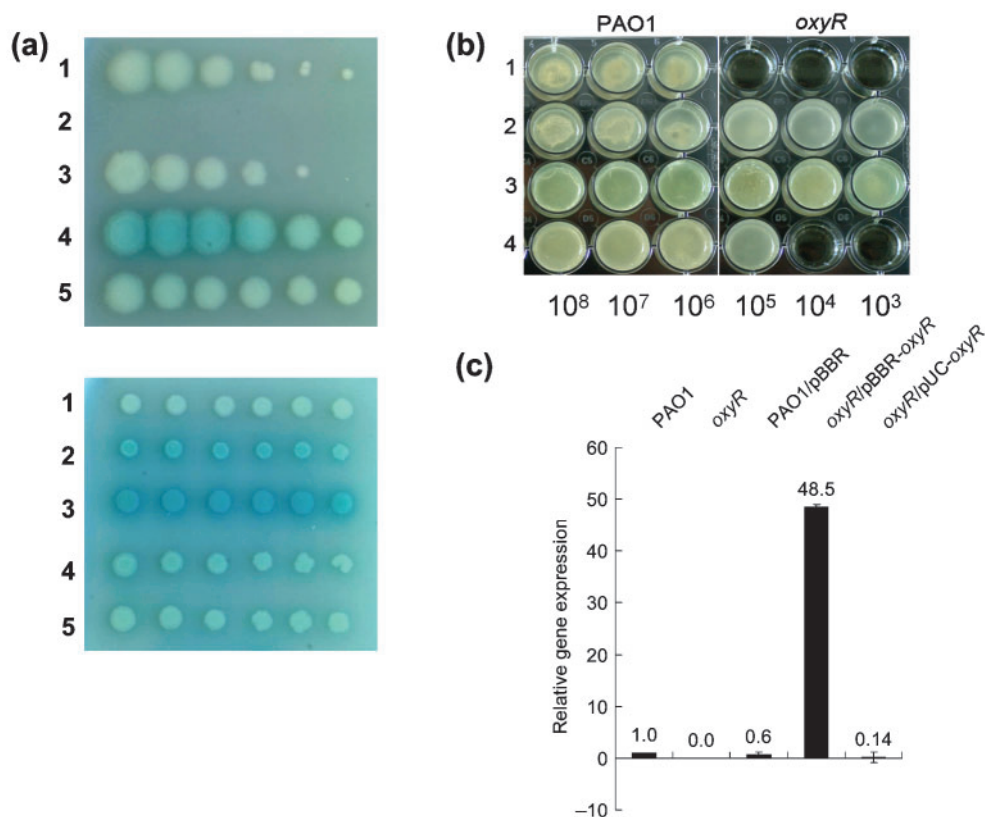 (a)
1
2
3
4
5
1
2
3
4
5
(b)
PAO1 oxyR
1
2
3
4
10⁸ 10⁷ 10⁶ 10⁵ 10⁴ 10³
(c)
PAO1
oxyR
PAO1/pBBR
oxyR/pBBR-oxyR
oxyR/pUC-oxyR
Relative gene expression
60
50
40
30
20
10
0
–10
1.0
0.0
0.6
48.5
0.14